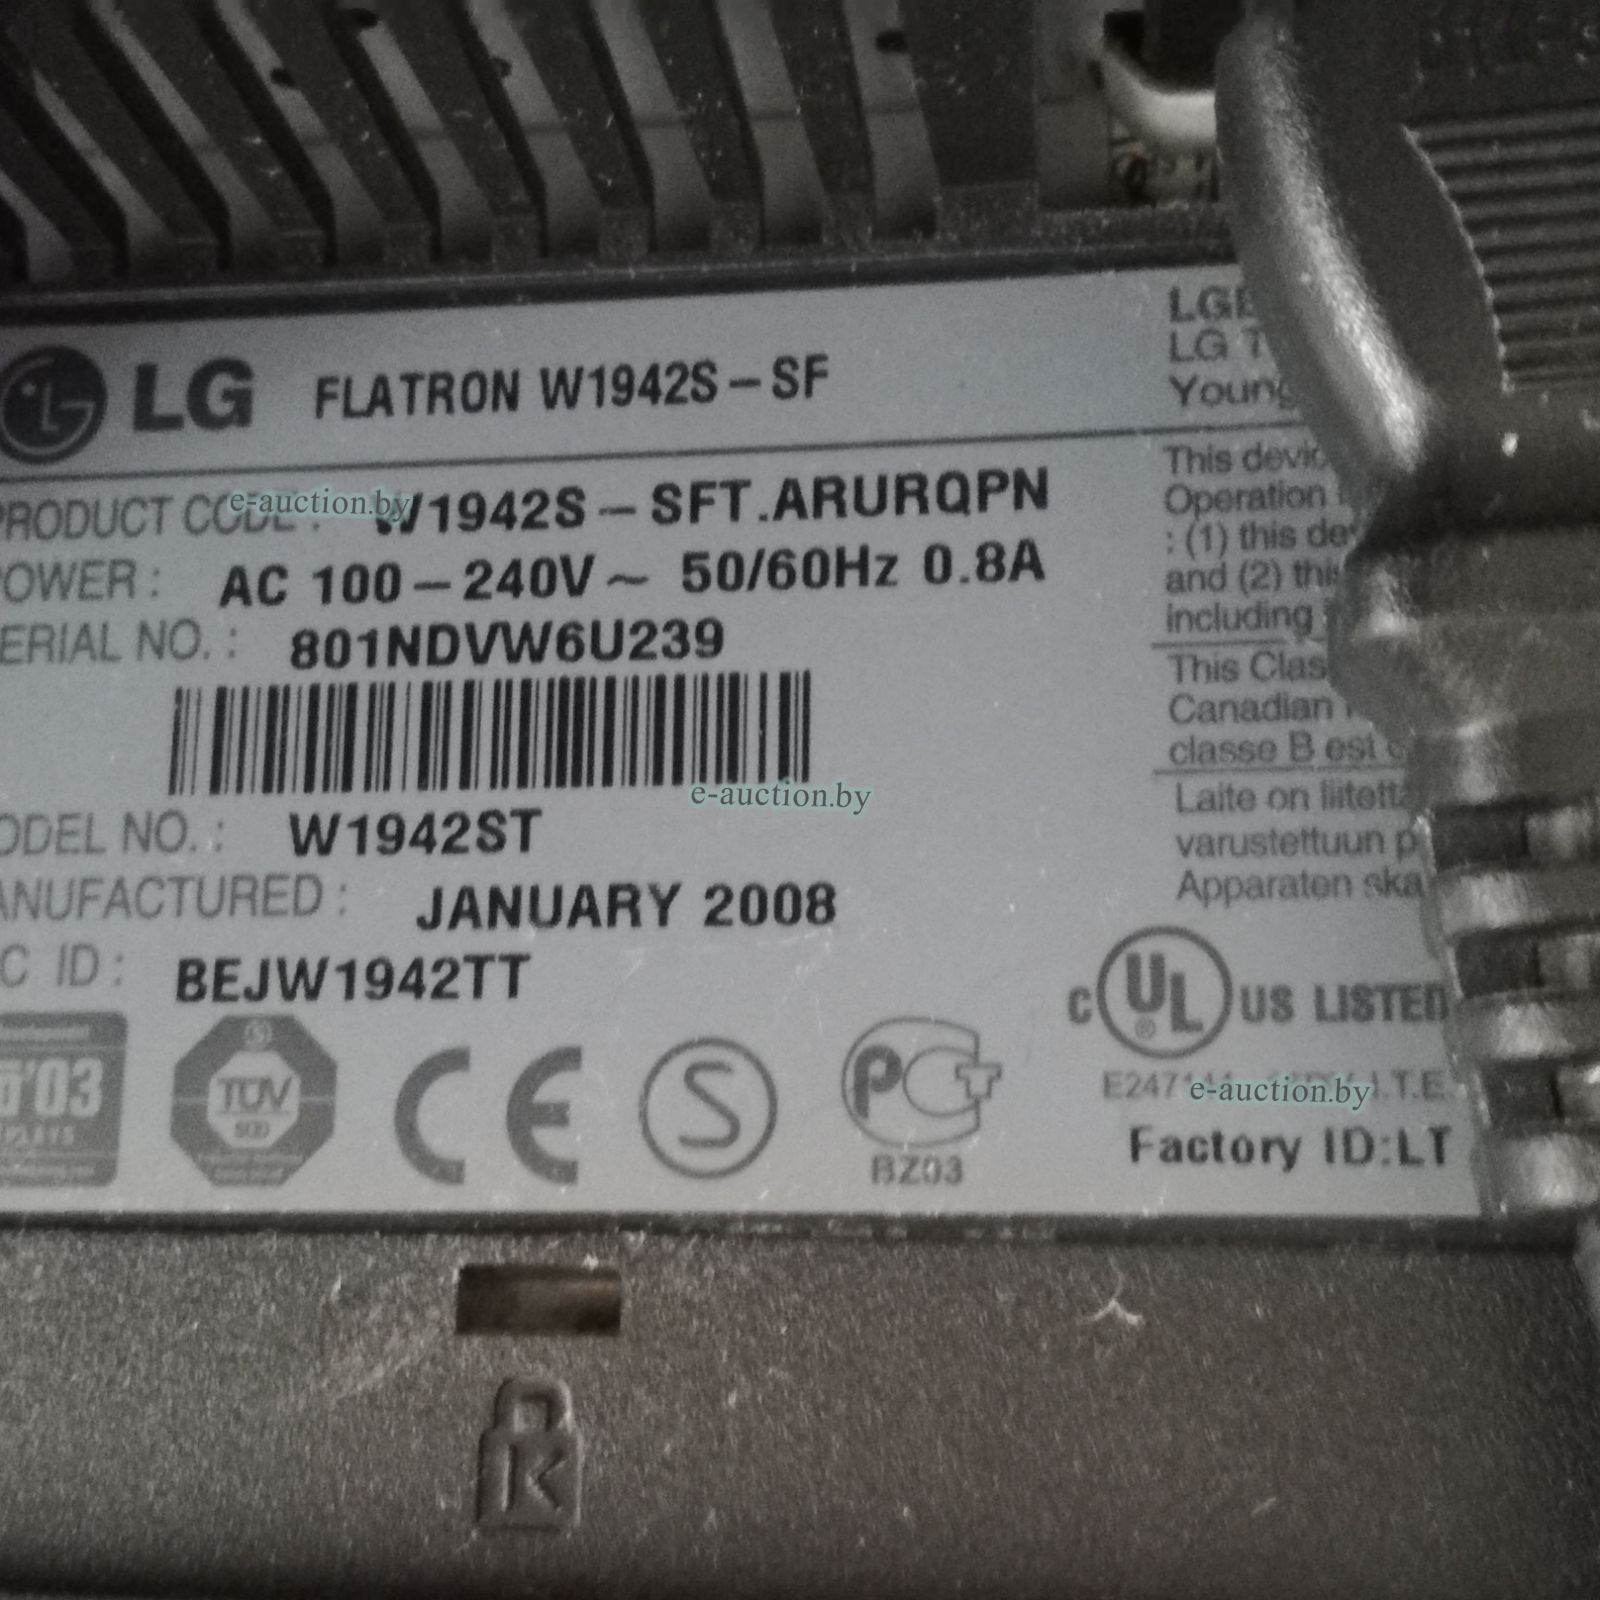 LG FLATRON W1942S-SF
PRODUCT CODE : W1942S-SFT.ARURQPN
POWER : AC 100-240V~ 50/60Hz 0.8A
SERIAL NO. : 801NDVW6U239
MODEL NO. : W1942ST
MANUFACTURED : JANUARY 2008
C ID : BEJW1942TT
'03
TÜV
CE
S
PCT
BZ03
LGE
LG T
Young
This devic
Operation
: (1) this de
and (2) this
including
This Clas
Canadian
classe B est c
Laite on liitett
varustettuun p
Apparaten ska
C UL ® US LISTED
E247 I.T.E.
Factory ID:LT
K
e-auction.by
e-auction.by
e-auction.by